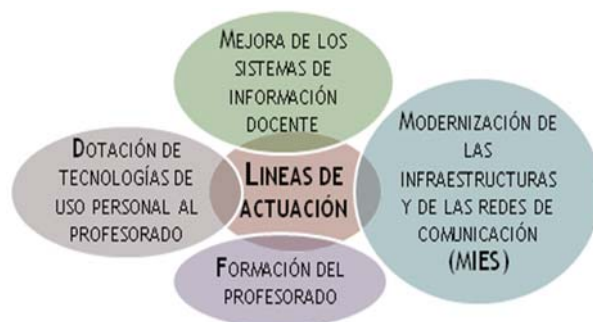 MEJORA DE LOS
SISTEMAS DE
INFORMACIÓN
DOCENTE
DOTACIÓN DE
TECNOLOGÍAS DE
USO PERSONAL AL
PROFESORADO
LINEAS DE
ACTUACIÓN
MODERNIZACIÓN DE
LAS
INFRAESTRUCTURAS
Y DE LAS REDES DE
COMUNICACIÓN
(MIES)
FORMACIÓN DEL
PROFESORADO